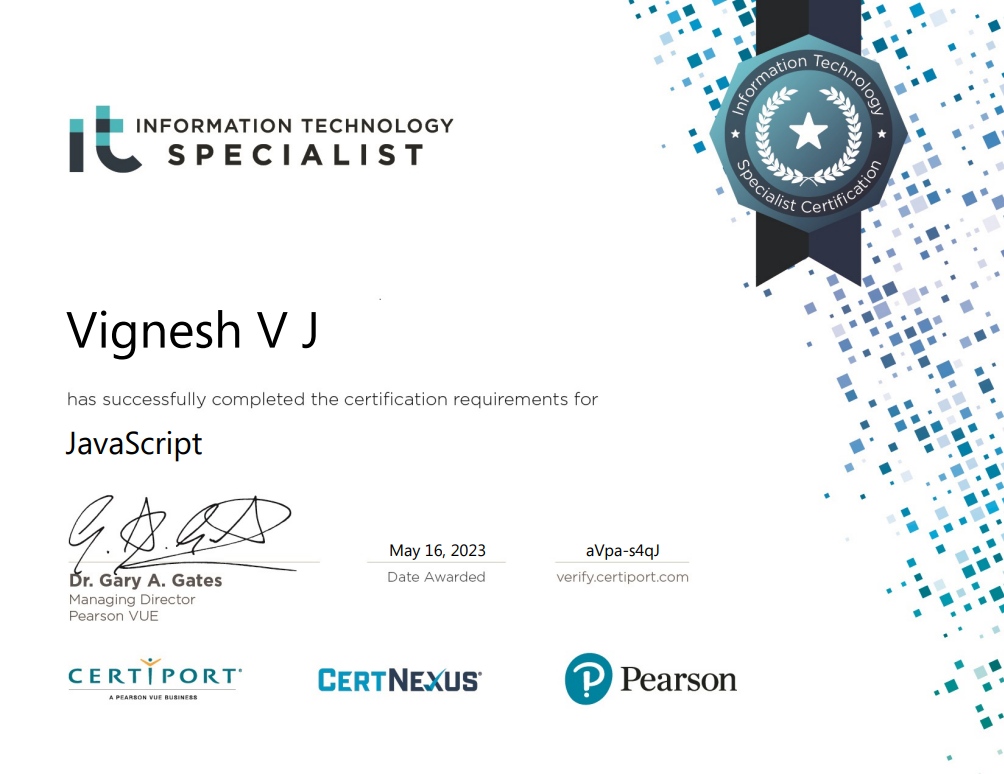 it INFORMATION TECHNOLOGY
SPECIALIST
Information Technology
Specialist Certification
Vignesh V J
has successfully completed the certification requirements for
JavaScript
G. A. Gates
Dr. Gary A. Gates
Managing Director
Pearson VUE
May 16, 2023
Date Awarded
aVpa-s4qJ
verify.certiport.com
CERTIPORT®
A PEARSON VUE BUSINESS
CERTNEXUS®
P Pearson